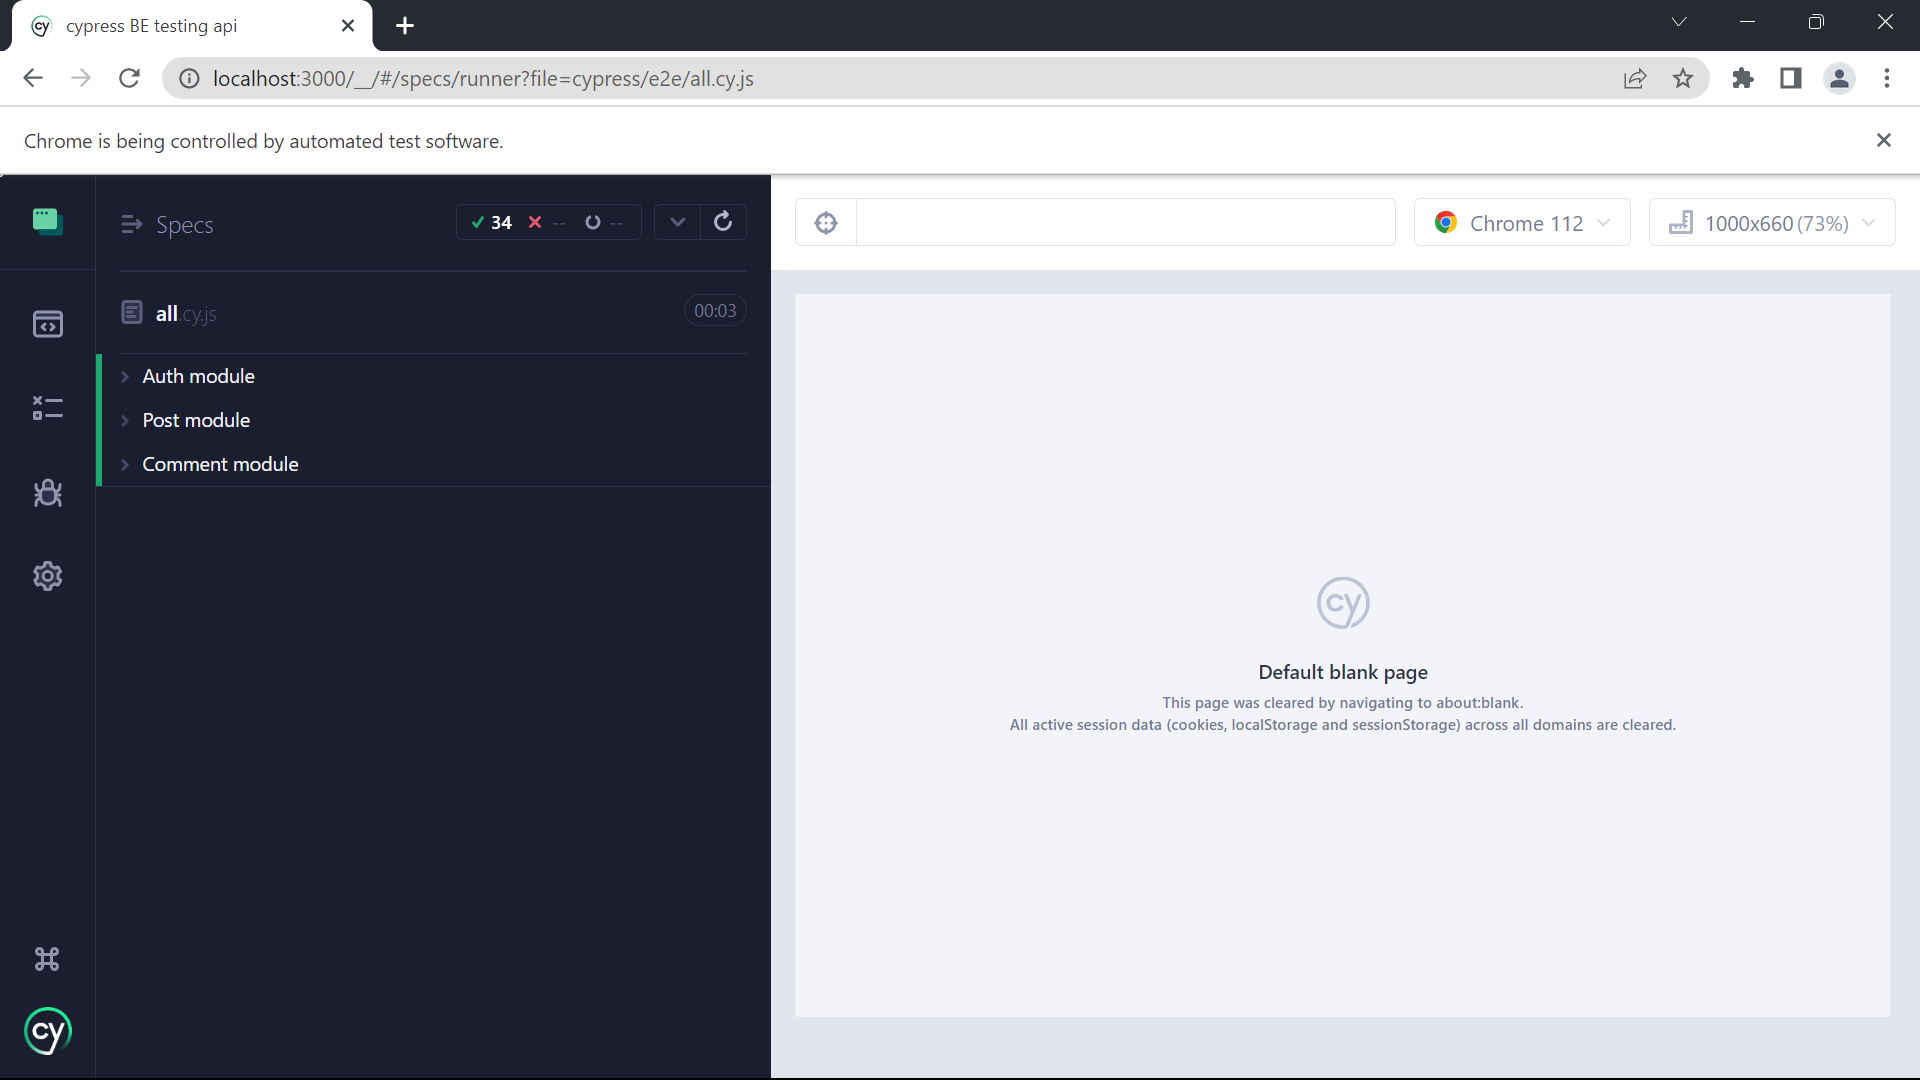 cy cypress BE testing api
localhost:3000/__/#/specs/runner?file=cypress/e2e/all.cy.js
Chrome is being controlled by automated test software.
Specs 34 -- --
Chrome 112 1000x660 (73%)
all.cy.js 00:03
Auth module
Post module
Comment module
cy
Default blank page
This page was cleared by navigating to about:blank.
All active session data (cookies, localStorage and sessionStorage) across all domains are cleared.
cy